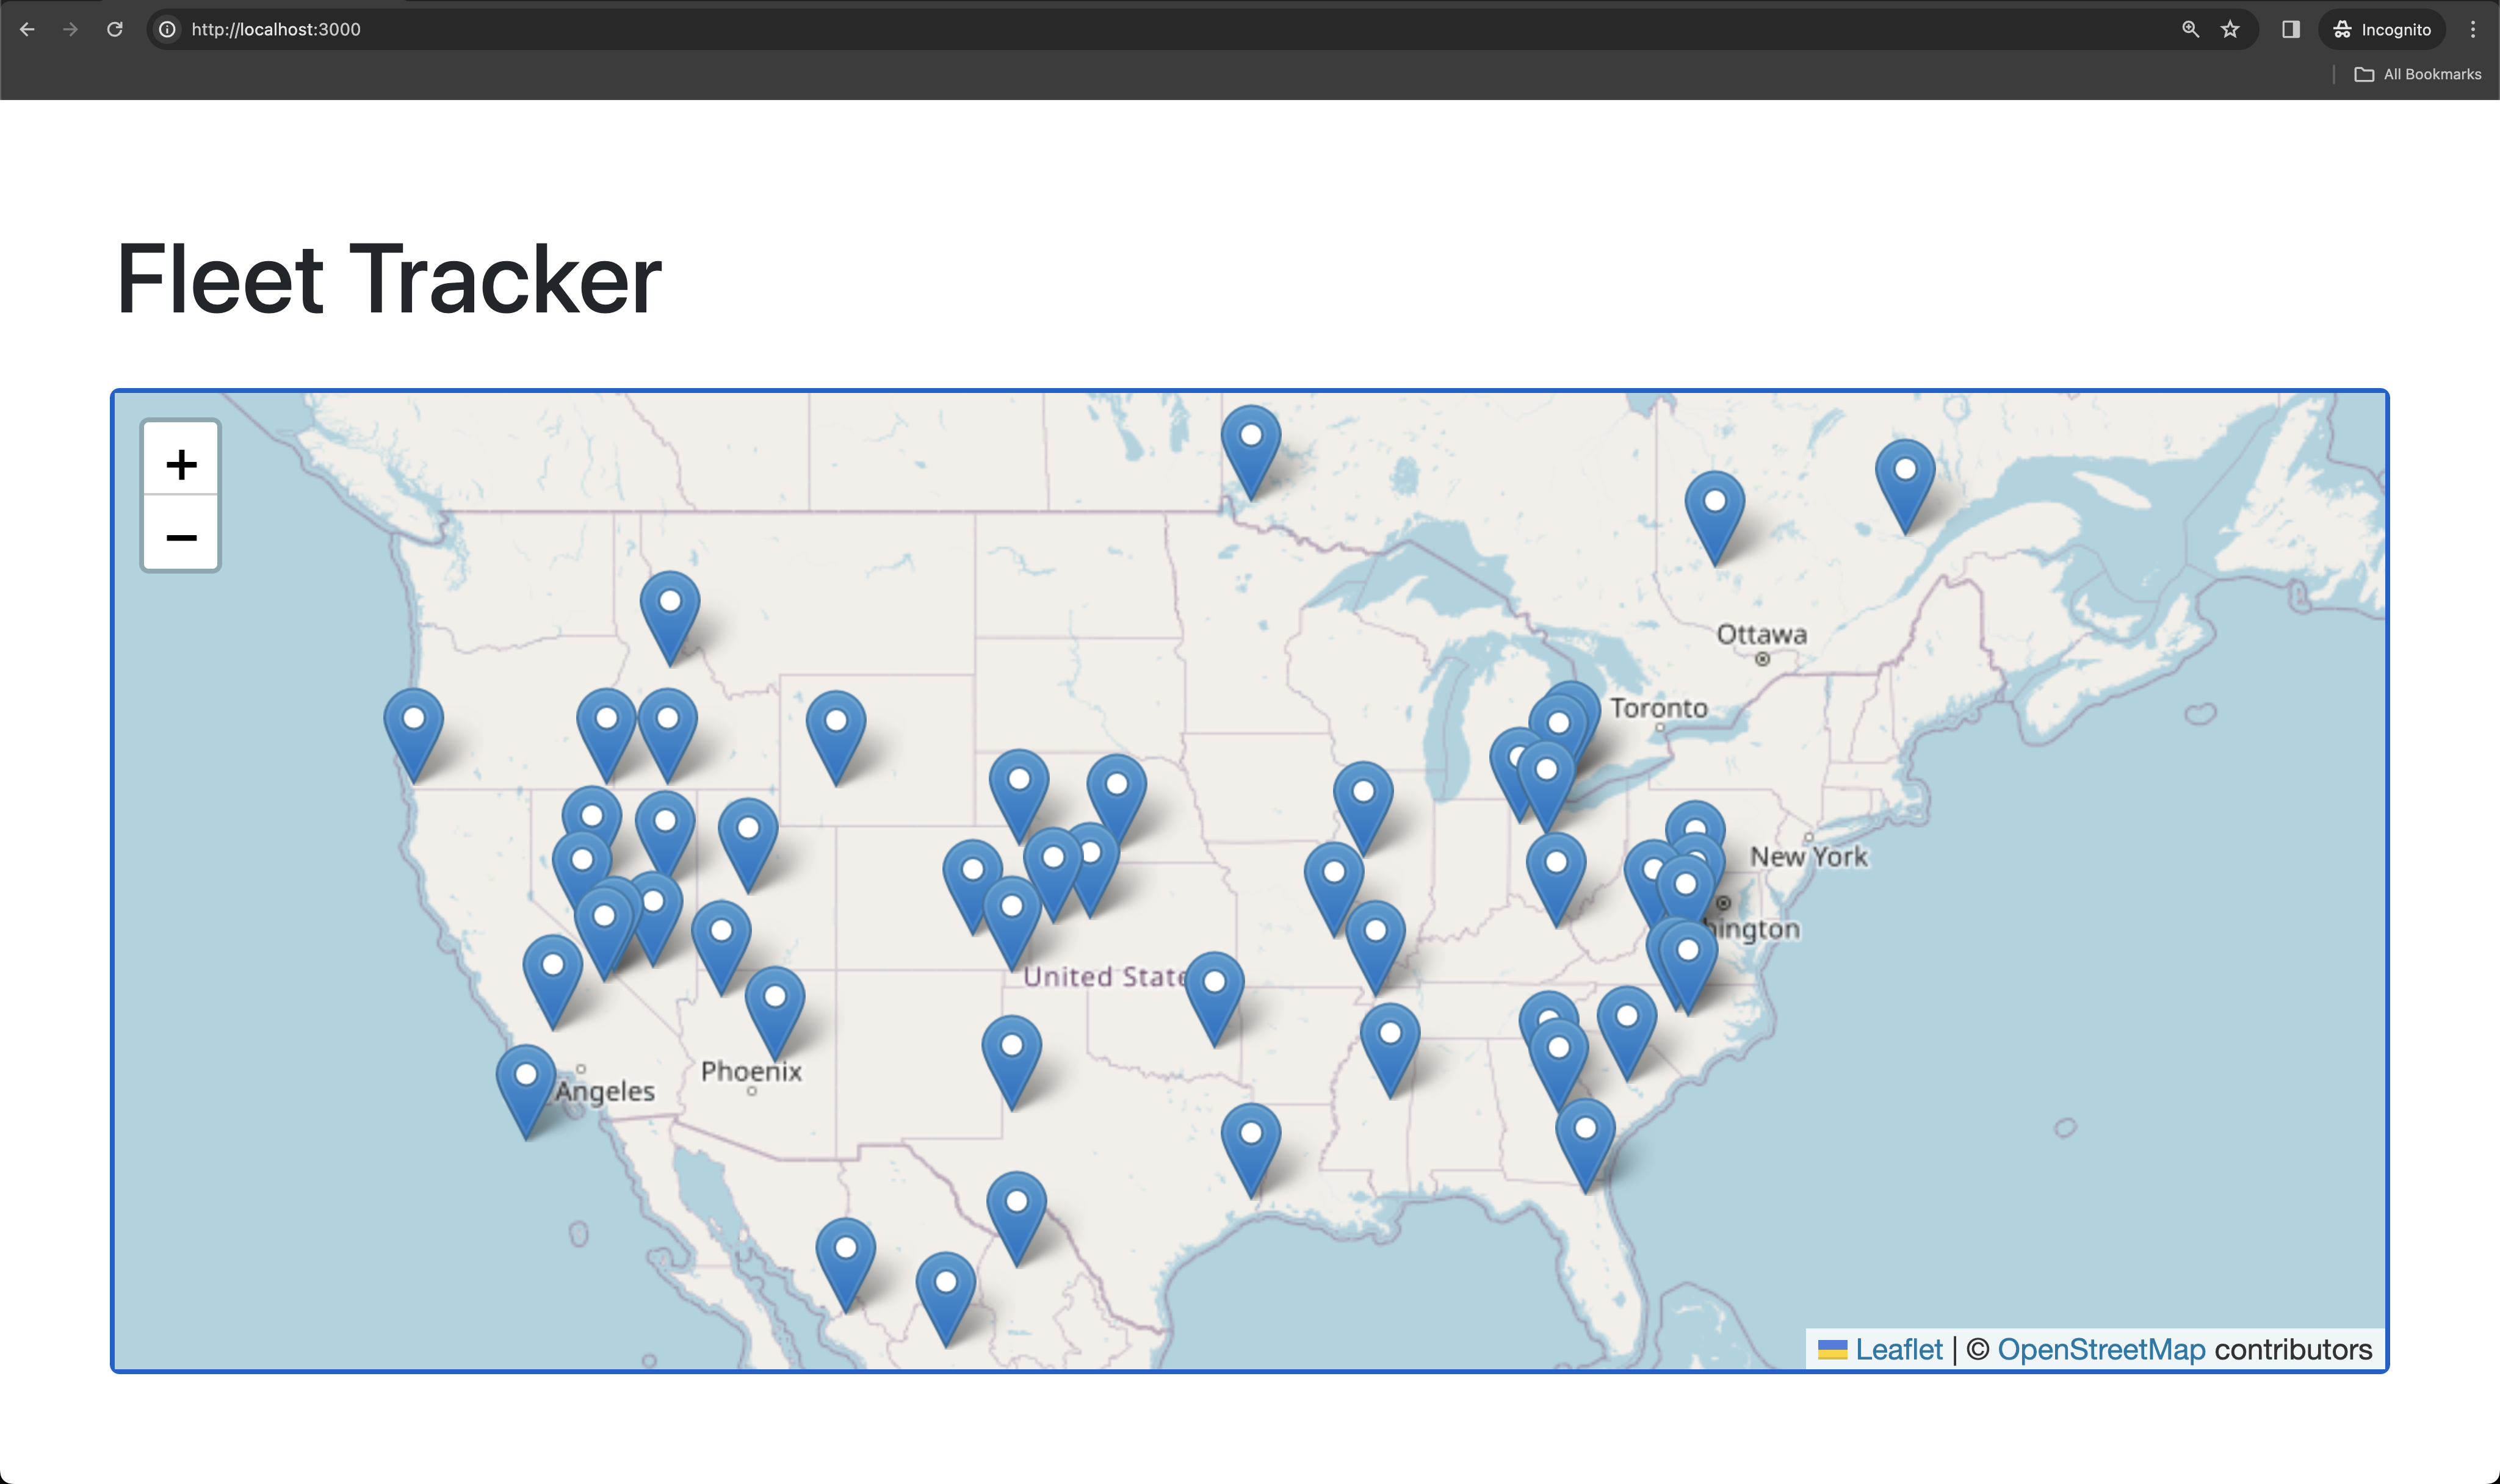 http://localhost:3000
Incognito
All Bookmarks
Fleet Tracker
+
−
Ottawa
Toronto
New York
hington
United State
Phoenix
Angeles
Leaflet | © OpenStreetMap contributors